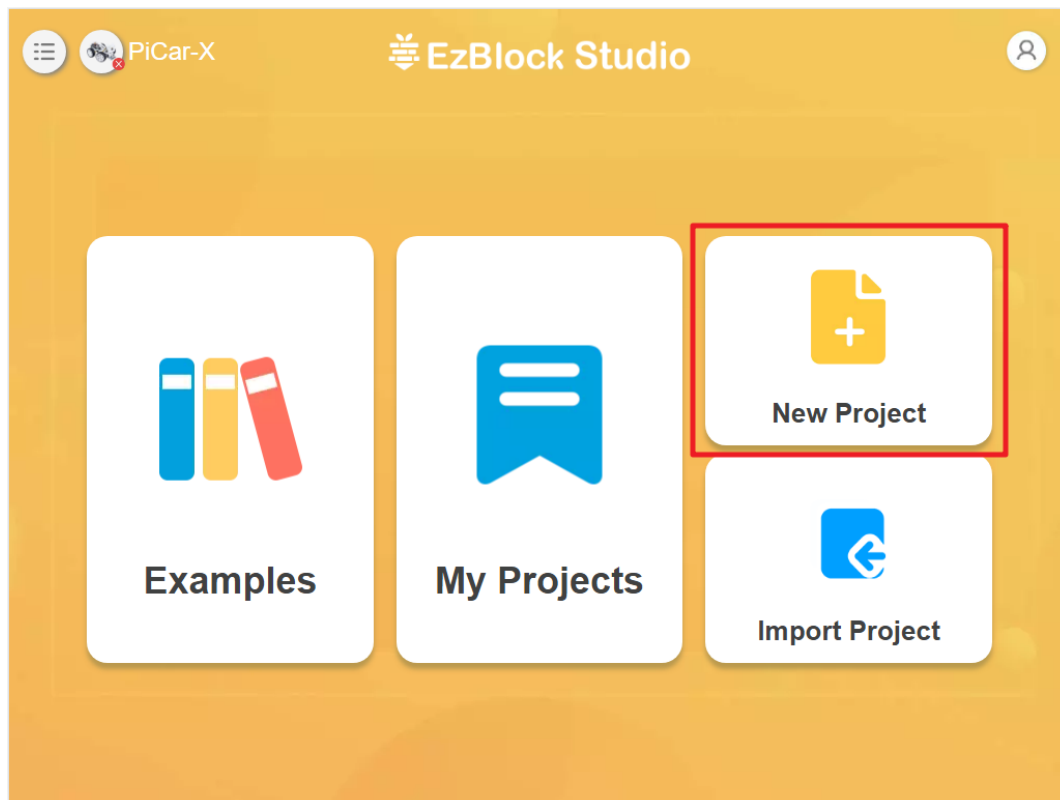 PiCar-X
EzBlock Studio
Examples
My Projects
New Project
Import Project